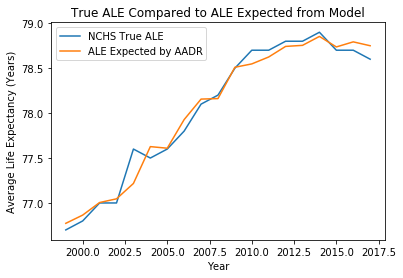 True ALE Compared to ALE Expected from Model
NCHS True ALE
ALE Expected by AADR
Average Life Expectancy (Years)
79.0
78.5
78.0
77.5
77.0
2000.0 2002.5 2005.0 2007.5 2010.0 2012.5 2015.0 2017.5
Year